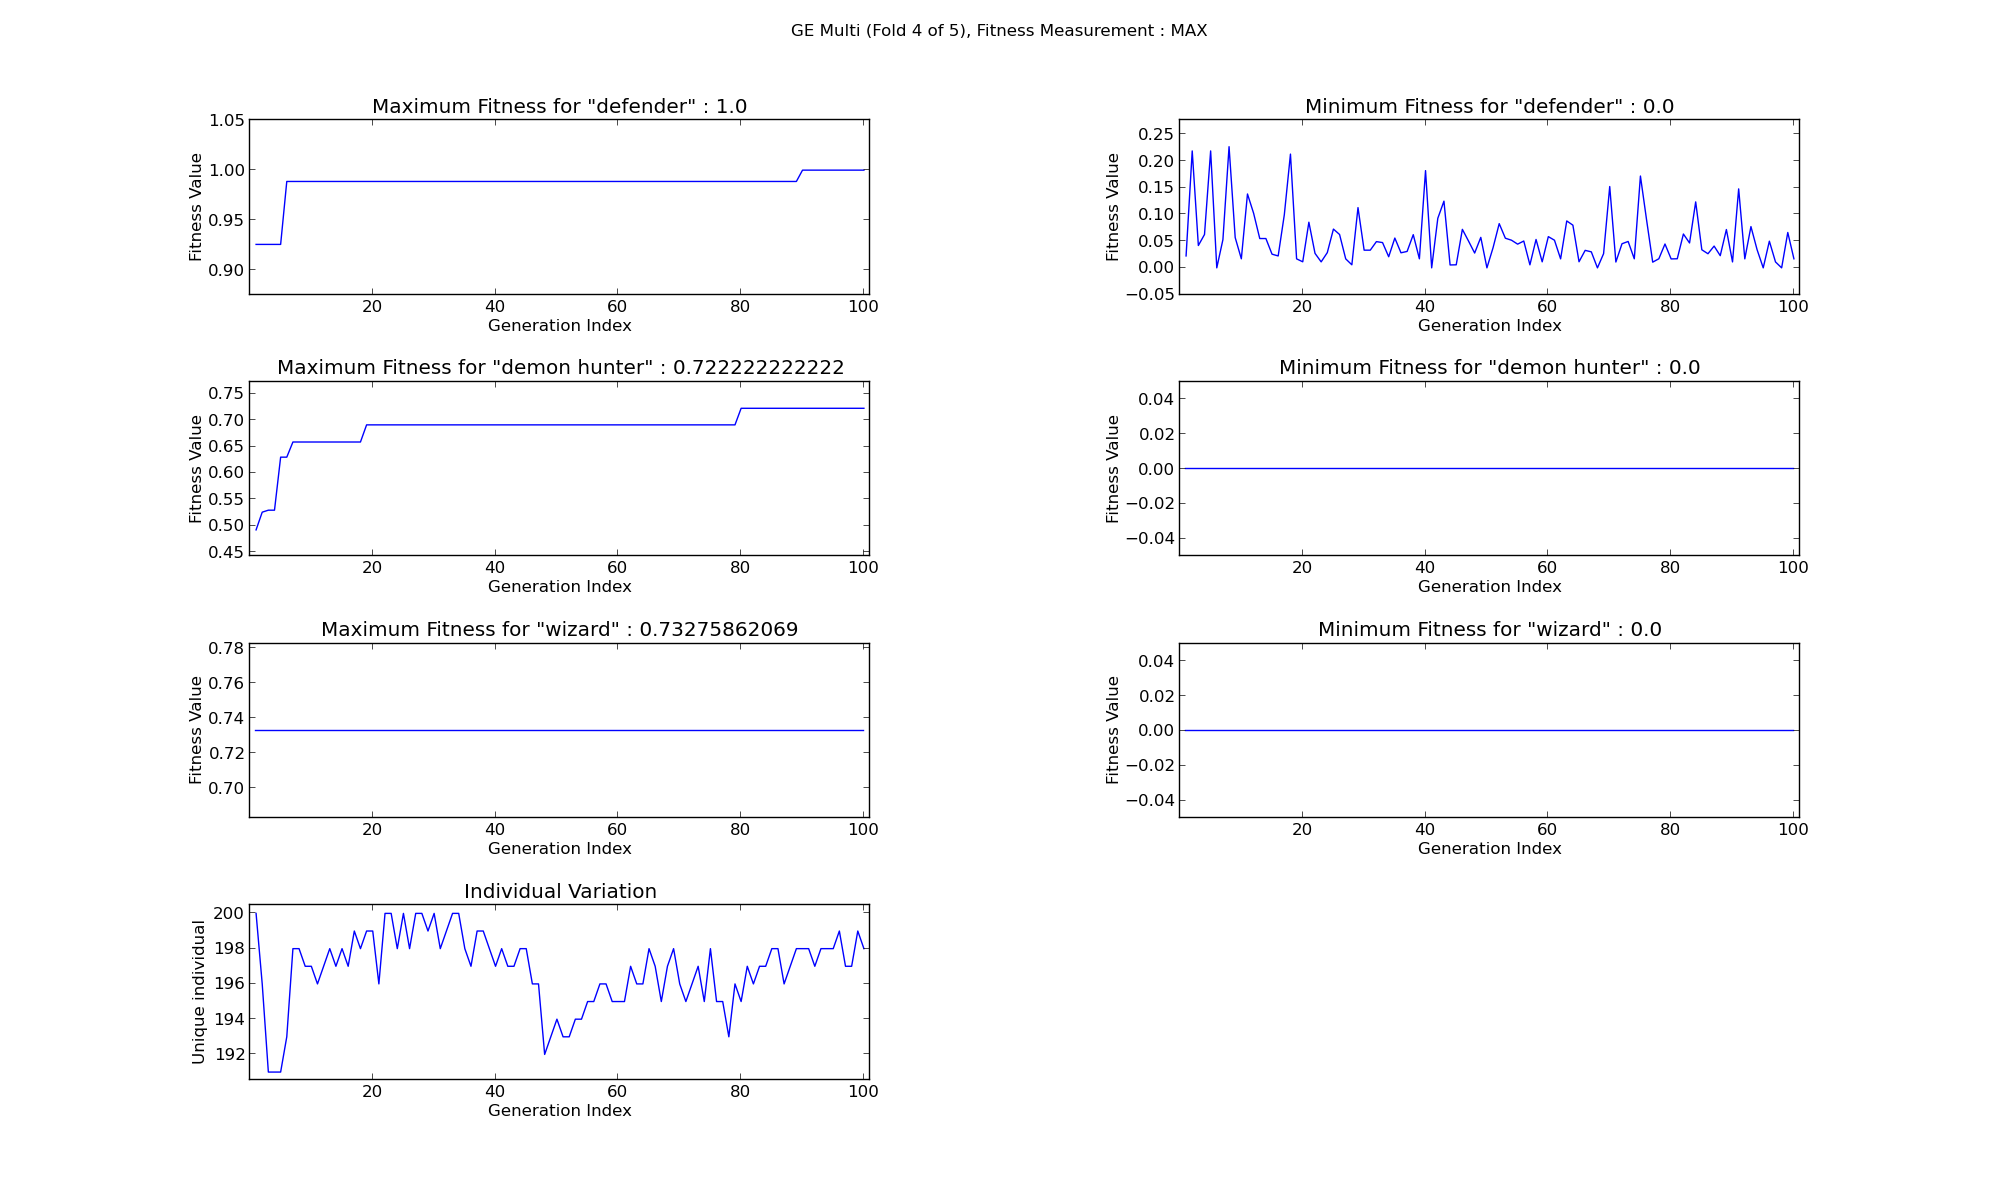 GE Multi (Fold 4 of 5), Fitness Measurement : MAX
Maximum Fitness for "defender" : 1.0
Fitness Value
1.05
1.00
0.95
0.90
20 40 60 80 100
Generation Index
Minimum Fitness for "defender" : 0.0
Fitness Value
0.25
0.20
0.15
0.10
0.05
0.00
−0.05
20 40 60 80 100
Generation Index
Maximum Fitness for "demon hunter" : 0.722222222222
Fitness Value
0.75
0.70
0.65
0.60
0.55
0.50
0.45
20 40 60 80 100
Generation Index
Minimum Fitness for "demon hunter" : 0.0
Fitness Value
0.04
0.02
0.00
−0.02
−0.04
20 40 60 80 100
Generation Index
Maximum Fitness for "wizard" : 0.73275862069
Fitness Value
0.78
0.76
0.74
0.72
0.70
20 40 60 80 100
Generation Index
Minimum Fitness for "wizard" : 0.0
Fitness Value
0.04
0.02
0.00
−0.02
−0.04
20 40 60 80 100
Generation Index
Individual Variation
Unique individual
200
198
196
194
192
20 40 60 80 100
Generation Index